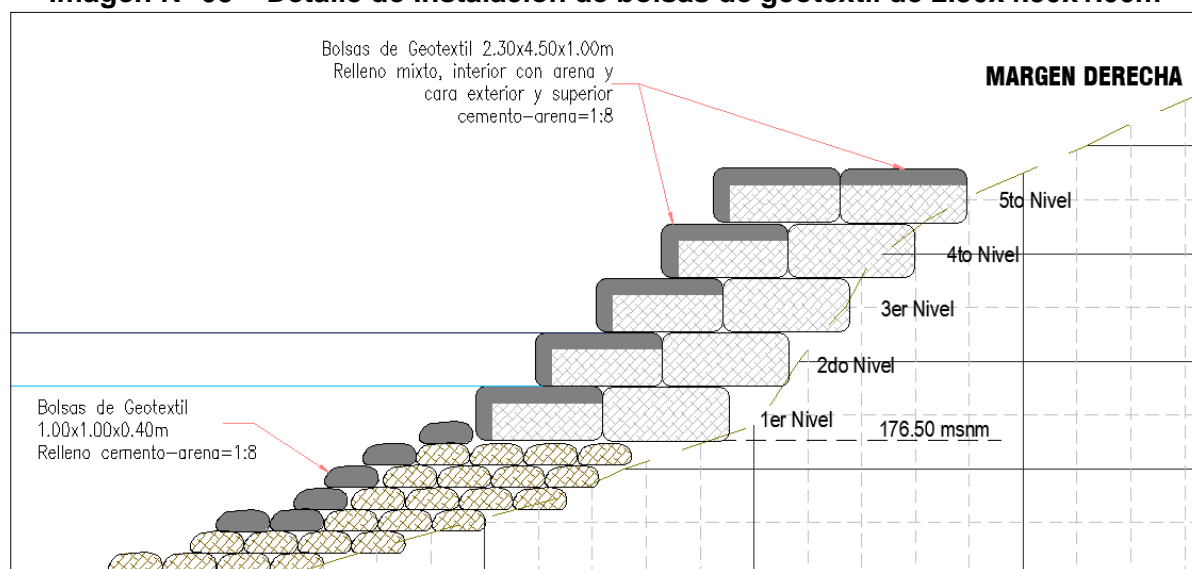 Bolsas de Geotextil 2.30x4.50x1.00m
Relleno mixto, interior con arena y
cara exterior y superior
cemento-arena=1:8
MARGEN DERECHA
5to Nivel
4to Nivel
3er Nivel
2do Nivel
1er Nivel
176.50 msnm
Bolsas de Geotextil
1.00x1.00x0.40m
Relleno cemento-arena=1:8